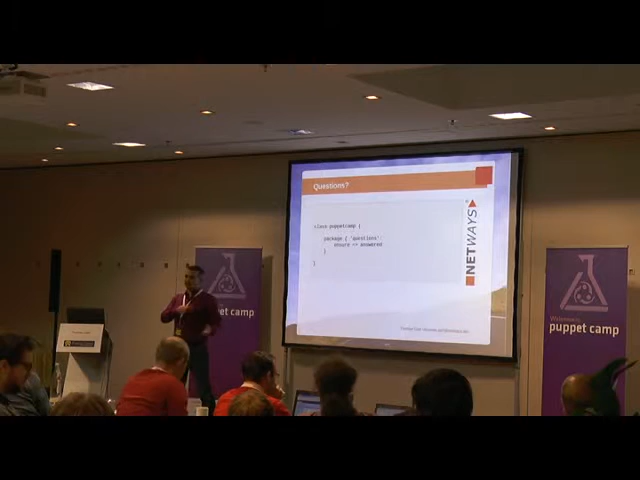 Questions?
class puppetcamp {
package { 'questions':
ensure => answered
}
}
NETWAYS
puppet camp
puppet camp